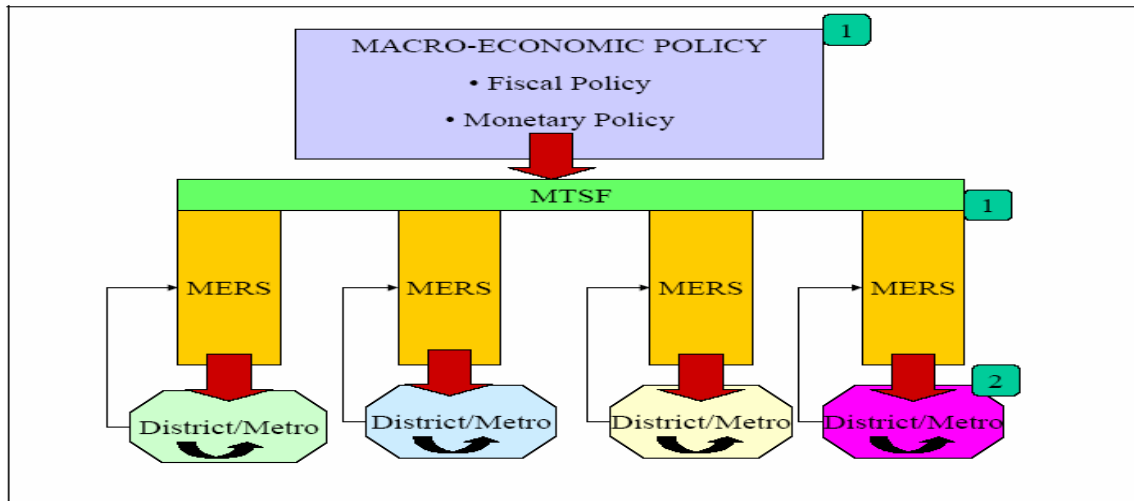 1
MACRO-ECONOMIC POLICY
• Fiscal Policy
• Monetary Policy
MTSF
1
MERS
MERS
MERS
MERS
2
District/Metro
District/Metro
District/Metro
District/Metro